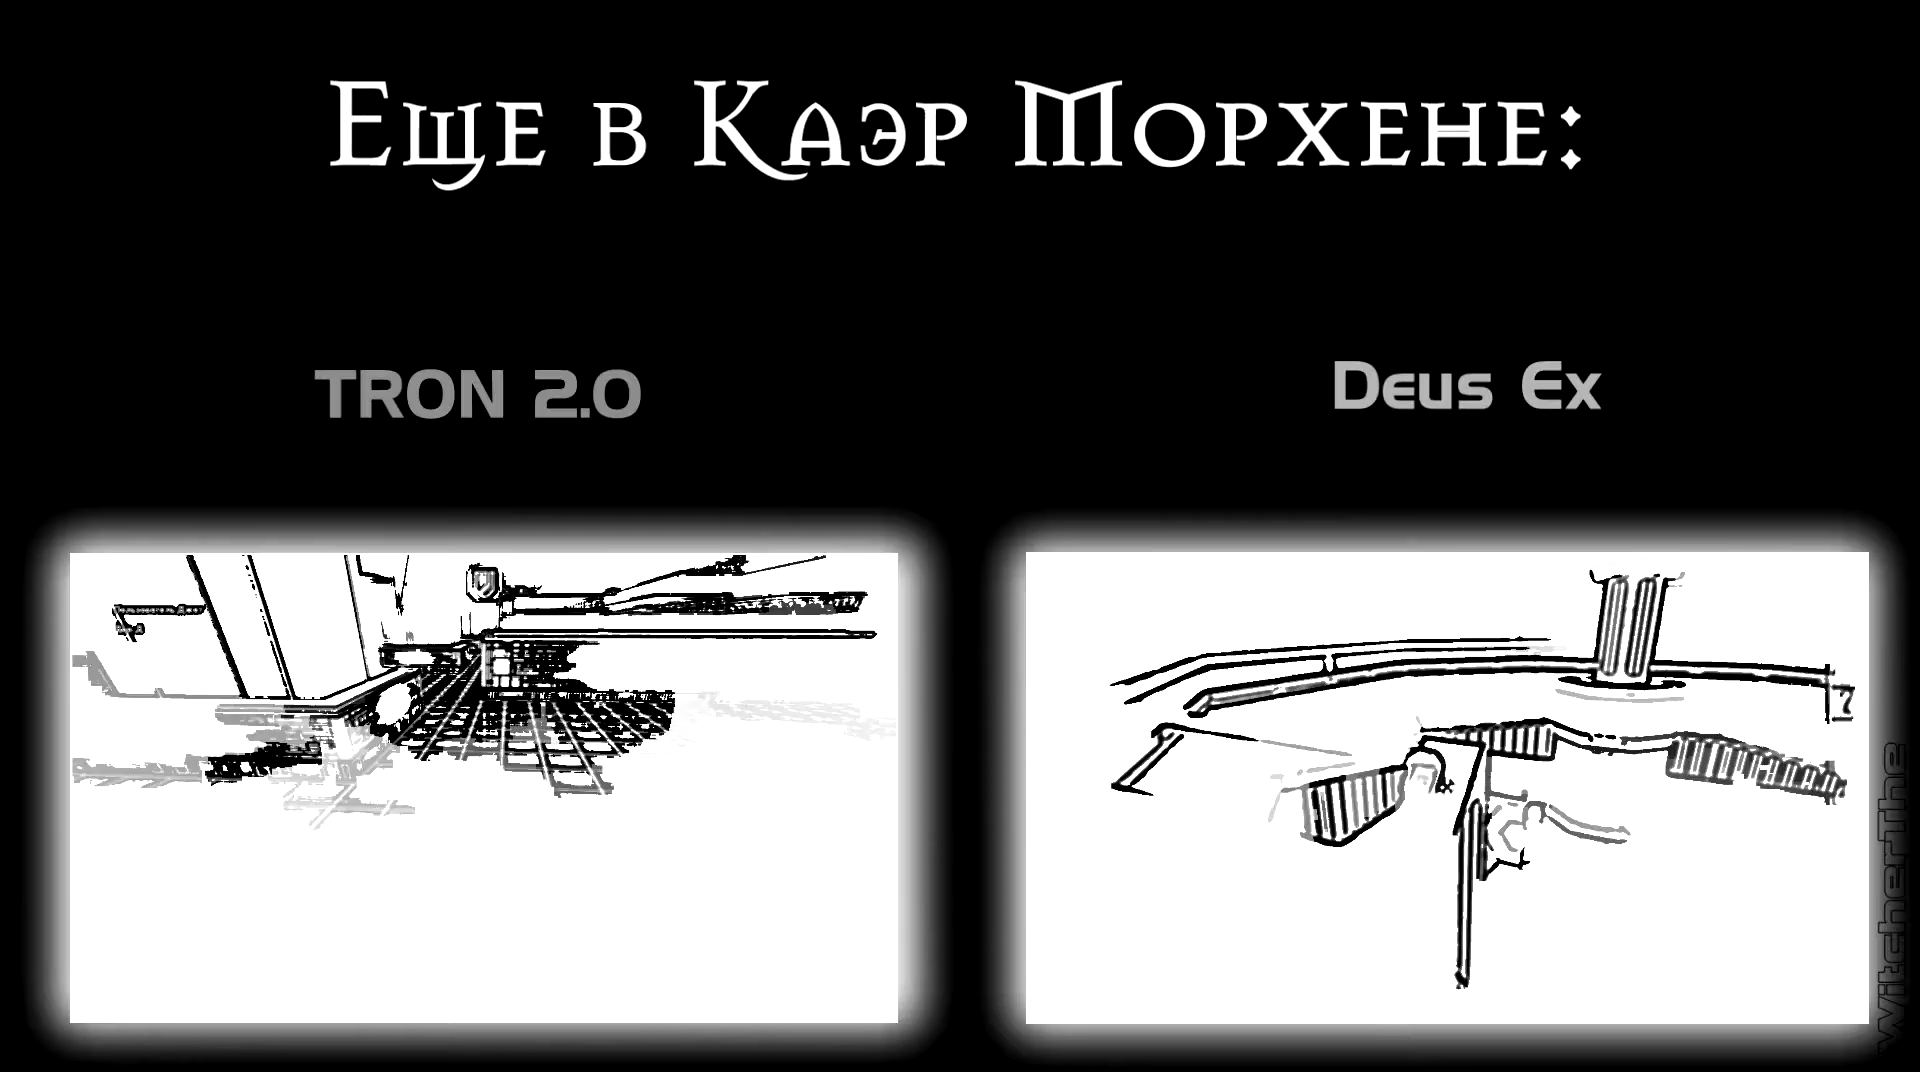 Еще в Каэр Морхене:
TRON 2.0
Deus Ex
WitcherThe